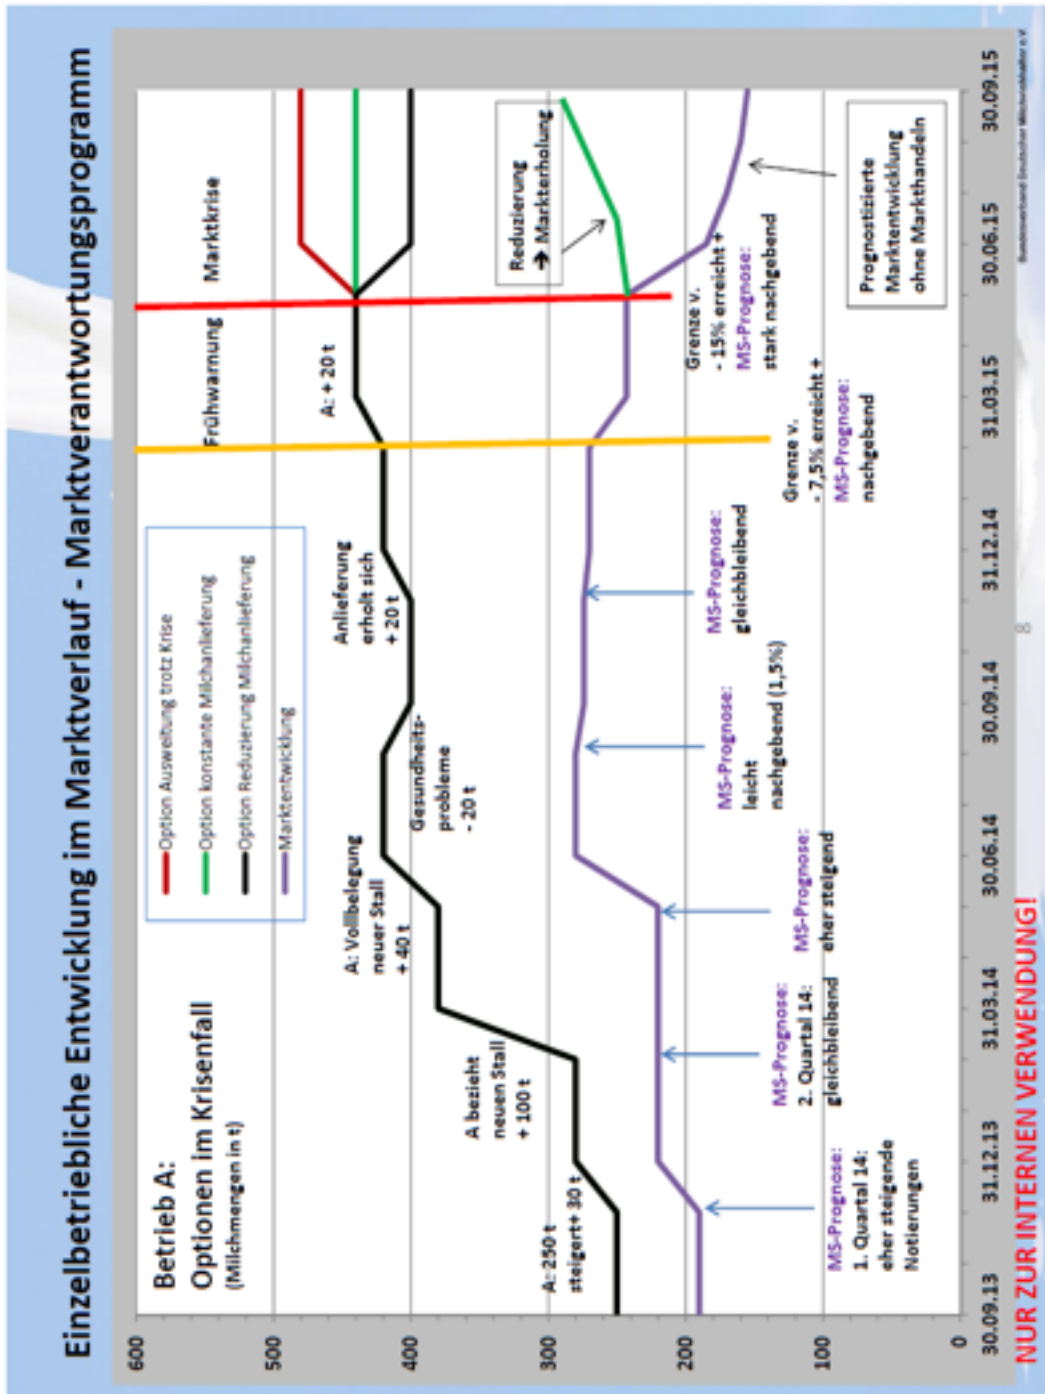 Einzelbetriebliche Entwicklung im Marktverlauf - Marktverantwortungsprogramm
Betrieb A:
Optionen im Krisenfall
(Milchmengen in t)
Option Ausweitung trotz Krise
Option konstante Milchanlieferung
Option Reduzierung Milchanlieferung
Marktentwicklung
Frühwarnung
Marktkrise
600
500
400
300
200
100
0
A: 250 t
steigert+ 30 t
A bezieht
neuen Stall
+ 100 t
A: Vollbelegung
neuer Stall
+ 40 t
Gesundheits-
probleme
- 20 t
Anlieferung
erholt sich
+ 20 t
A: + 20 t
Reduzierung
➔ Markterholung
MS-Prognose:
1. Quartal 14:
eher steigende
Notierungen
MS-Prognose:
2. Quartal 14:
gleichbleibend
MS-Prognose:
eher steigend
MS-Prognose:
leicht
nachgebend (1,5%)
MS-Prognose:
gleichbleibend
Grenze v.
- 7,5% erreicht +
MS-Prognose:
nachgebend
Grenze v.
- 15% erreicht +
MS-Prognose:
stark nachgebend
Prognostizierte
Marktentwicklung
ohne Markthandeln
30.09.13
31.12.13
31.03.14
30.06.14
30.09.14
31.12.14
31.03.15
30.06.15
30.09.15
NUR ZUR INTERNEN VERWENDUNG!
8
Bundesverband Deutscher Milchviehhalter e.V.